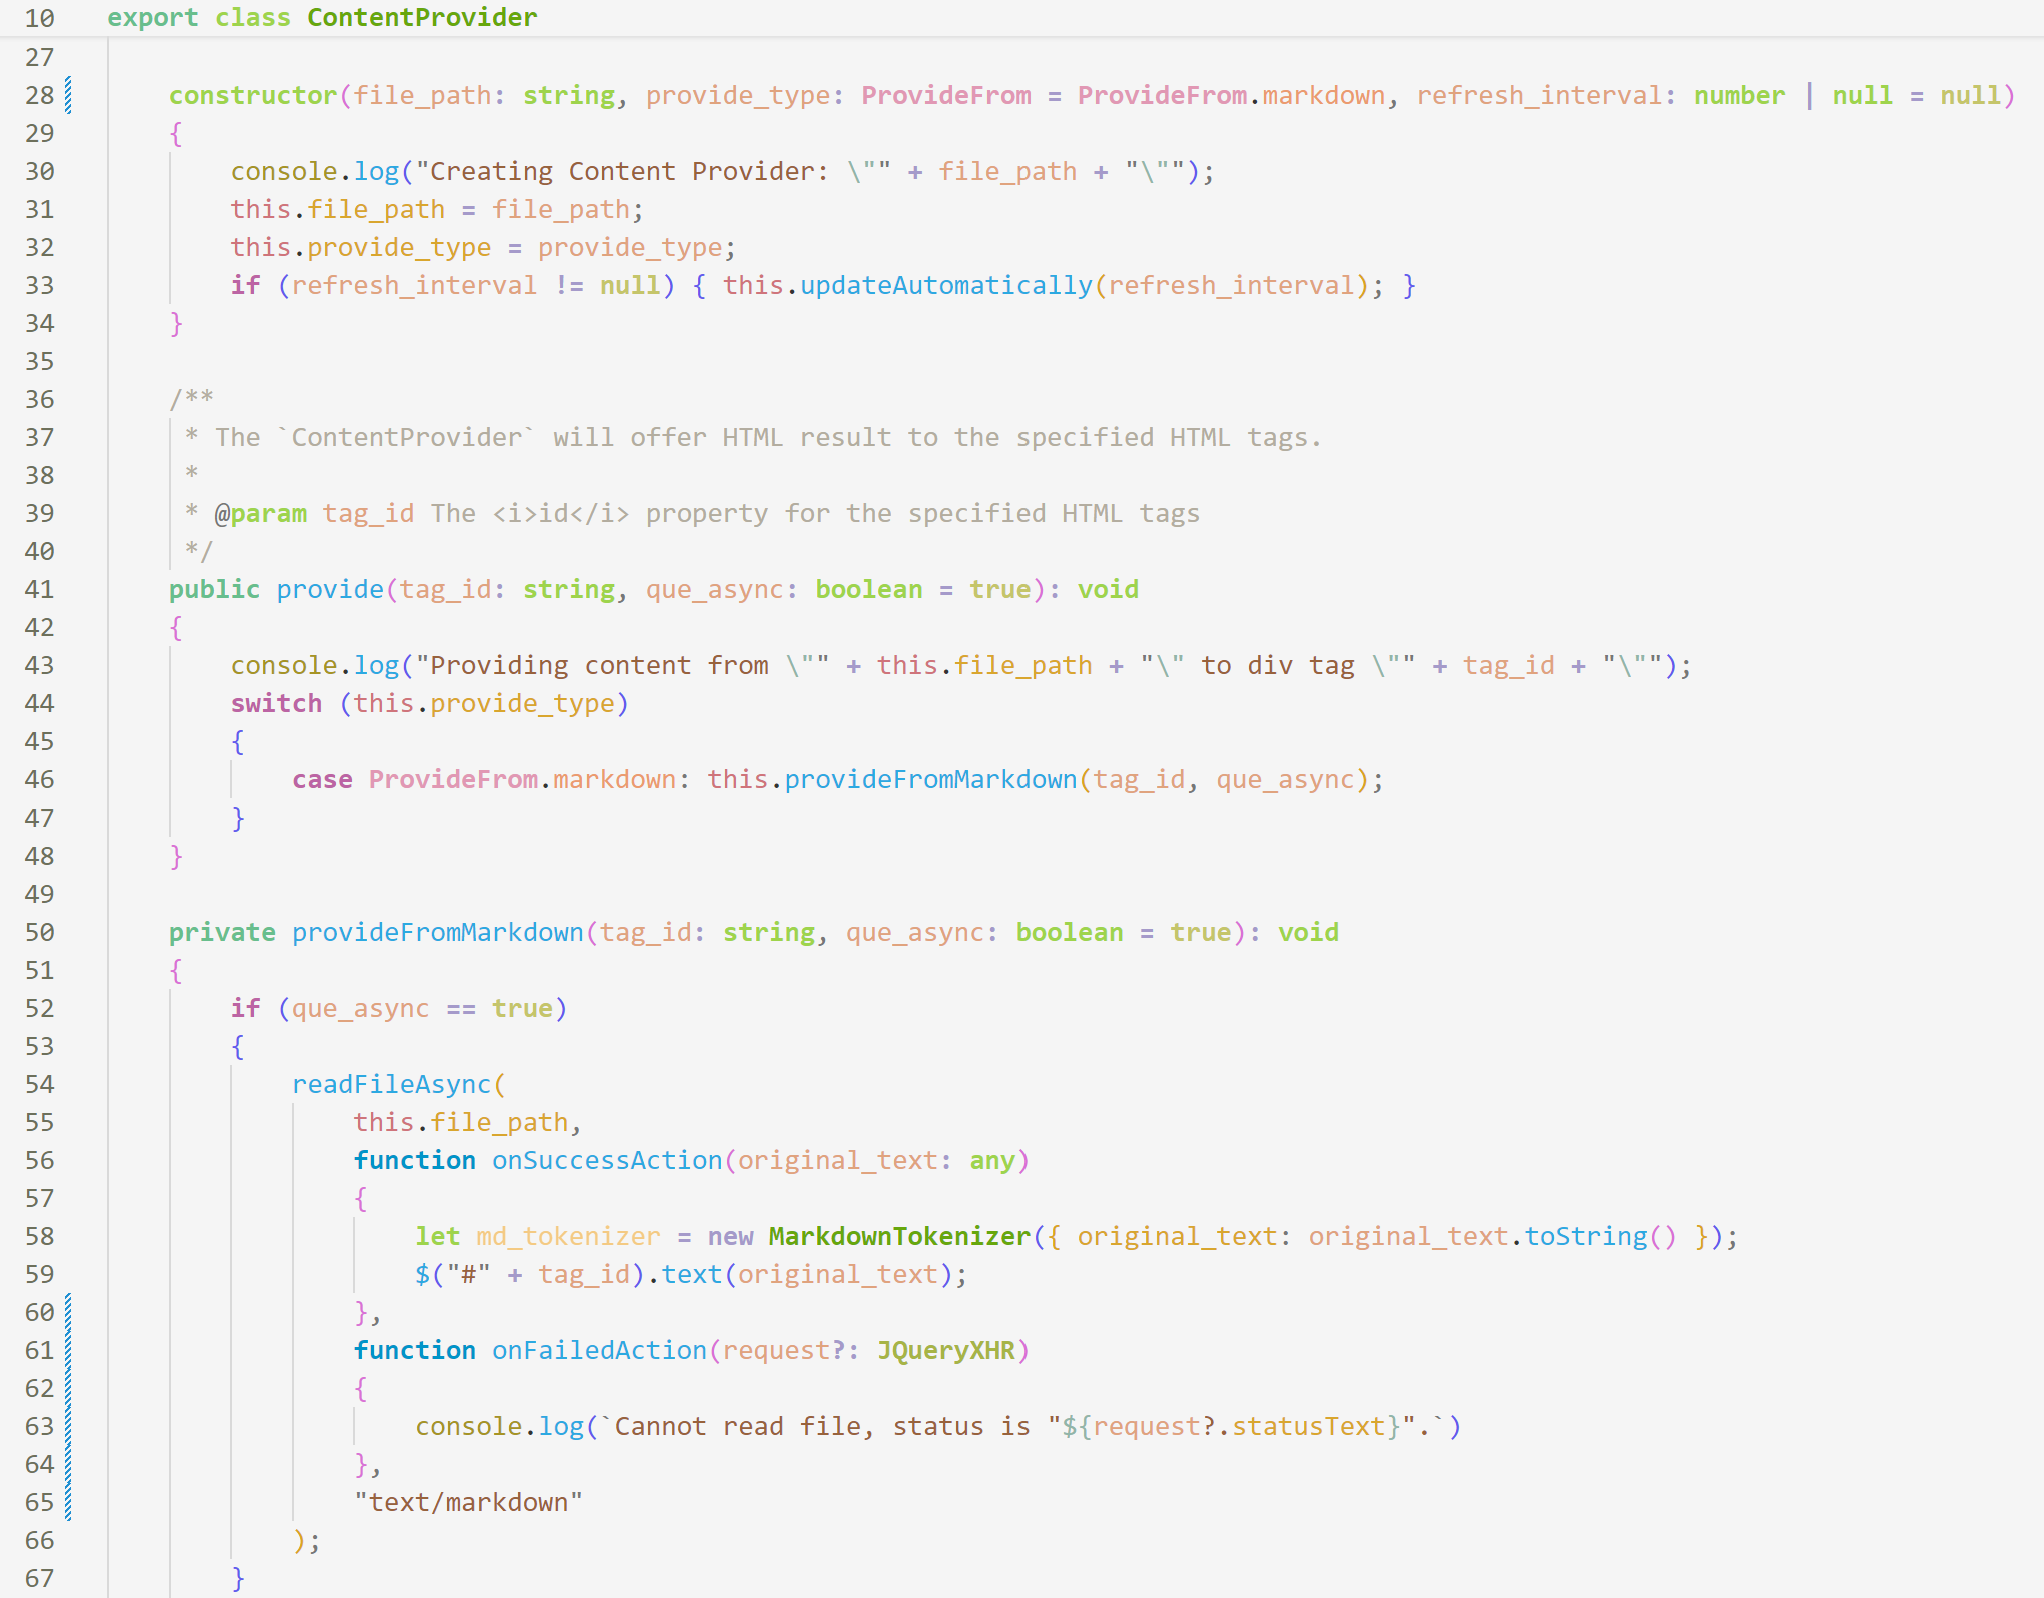 10 export class ContentProvider
27
28 constructor(file_path: string, provide_type: ProvideFrom = ProvideFrom.markdown, refresh_interval: number | null = null)
29 {
30 console.log("Creating Content Provider: \"" + file_path + "\"");
31 this.file_path = file_path;
32 this.provide_type = provide_type;
33 if (refresh_interval != null) { this.updateAutomatically(refresh_interval); }
34 }
35
36 /**
37 * The `ContentProvider` will offer HTML result to the specified HTML tags.
38 *
39 * @param tag_id The <i>id</i> property for the specified HTML tags
40 */
41 public provide(tag_id: string, que_async: boolean = true): void
42 {
43 console.log("Providing content from \"" + this.file_path + "\" to div tag \"" + tag_id + "\"");
44 switch (this.provide_type)
45 {
46 case ProvideFrom.markdown: this.provideFromMarkdown(tag_id, que_async);
47 }
48 }
49
50 private provideFromMarkdown(tag_id: string, que_async: boolean = true): void
51 {
52 if (que_async == true)
53 {
54 readFileAsync(
55 this.file_path,
56 function onSuccessAction(original_text: any)
57 {
58 let md_tokenizer = new MarkdownTokenizer({ original_text: original_text.toString() });
59 $("#" + tag_id).text(original_text);
60 },
61 function onFailedAction(request?: JQueryXHR)
62 {
63 console.log(`Cannot read file, status is "${request?.statusText}".`)
64 },
65 "text/markdown"
66 );
67 }